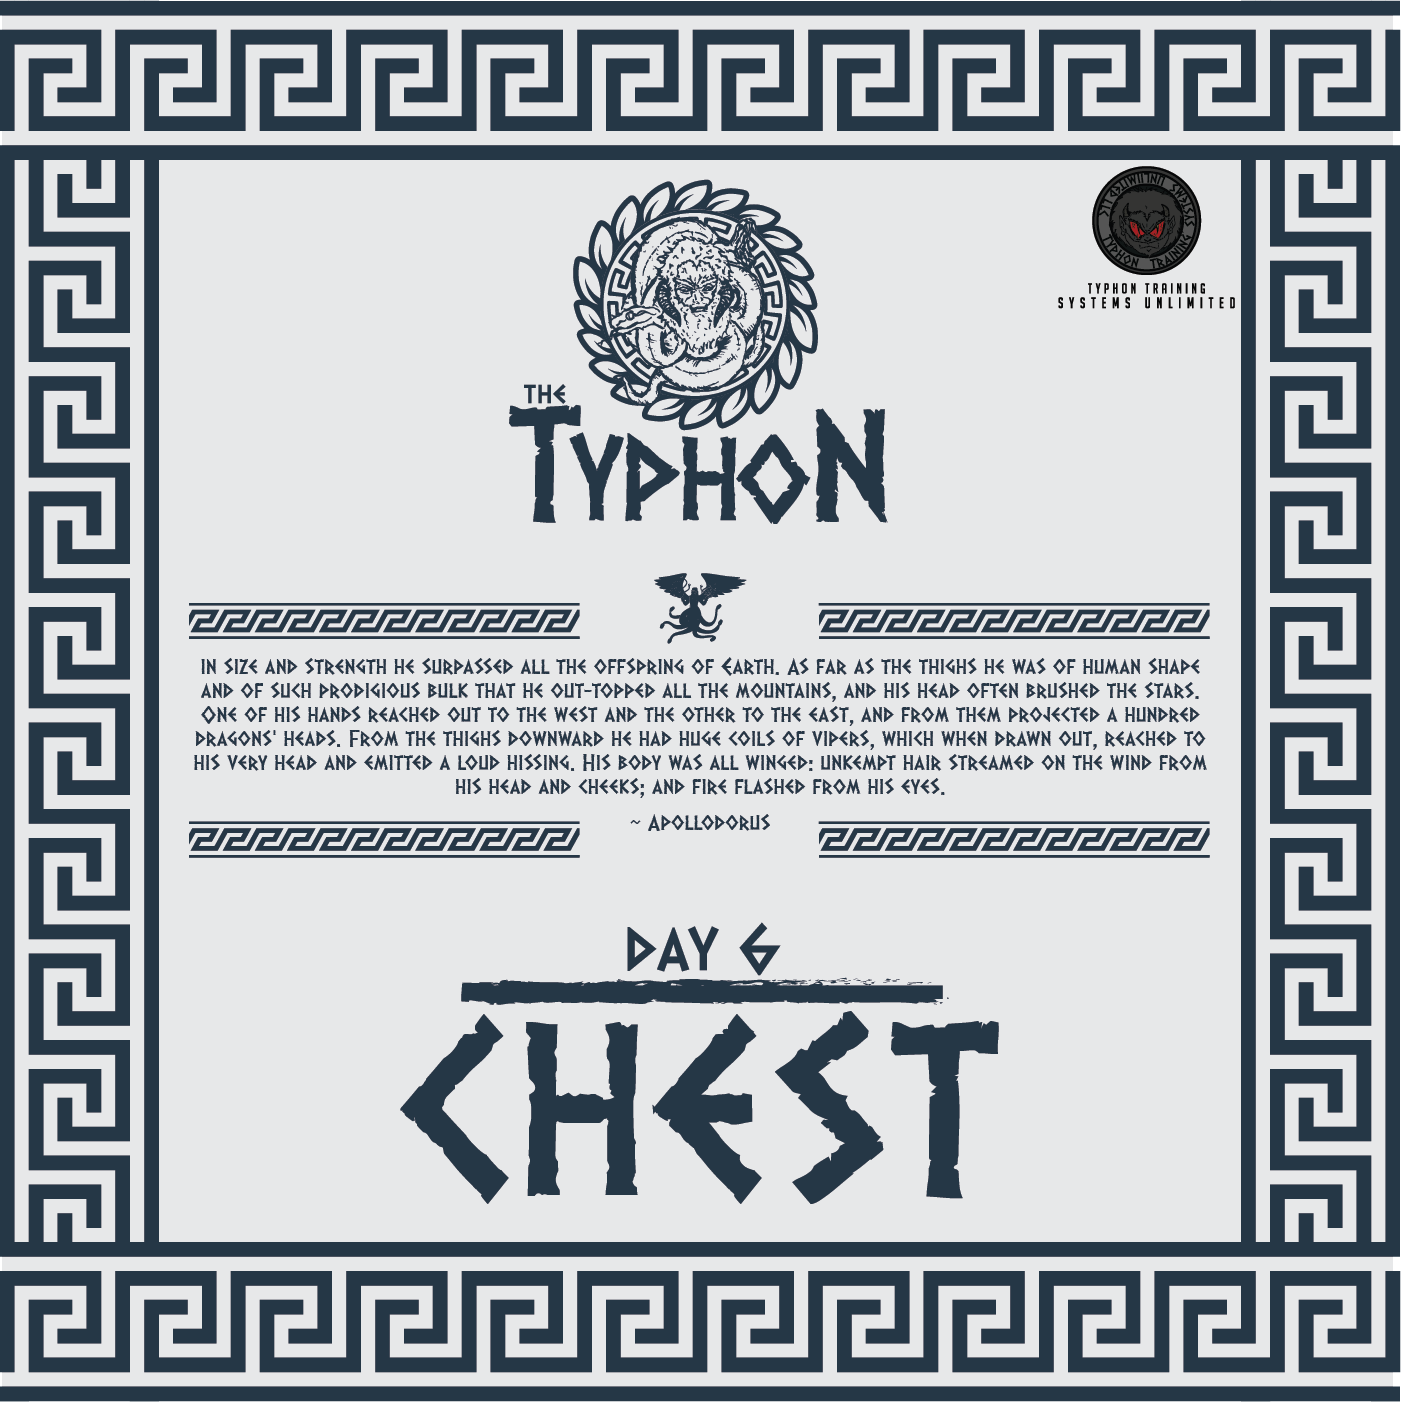 TYPHON TRAINING SYSTEMS UNLIMITED LLC
TYPHON TRAINING
SYSTEMS UNLIMITED
THE
TYPHON
IN SIZE AND STRENGTH HE SURPASSED ALL THE OFFSPRING OF EARTH. AS FAR AS THE THIGHS HE WAS OF HUMAN SHAPE
AND OF SUCH PRODIGIOUS BULK THAT HE OUT-TOPPED ALL THE MOUNTAINS, AND HIS HEAD OFTEN BRUSHED THE STARS.
ONE OF HIS HANDS REACHED OUT TO THE WEST AND THE OTHER TO THE EAST, AND FROM THEM PROJECTED A HUNDRED
DRAGONS' HEADS. FROM THE THIGHS DOWNWARD HE HAD HUGE COILS OF VIPERS, WHICH WHEN DRAWN OUT, REACHED TO
HIS VERY HEAD AND EMITTED A LOUD HISSING. HIS BODY WAS ALL WINGED: UNKEMPT HAIR STREAMED ON THE WIND FROM
HIS HEAD AND CHEEKS; AND FIRE FLASHED FROM HIS EYES.
~ APOLLODORUS
DAY 6
CHEST